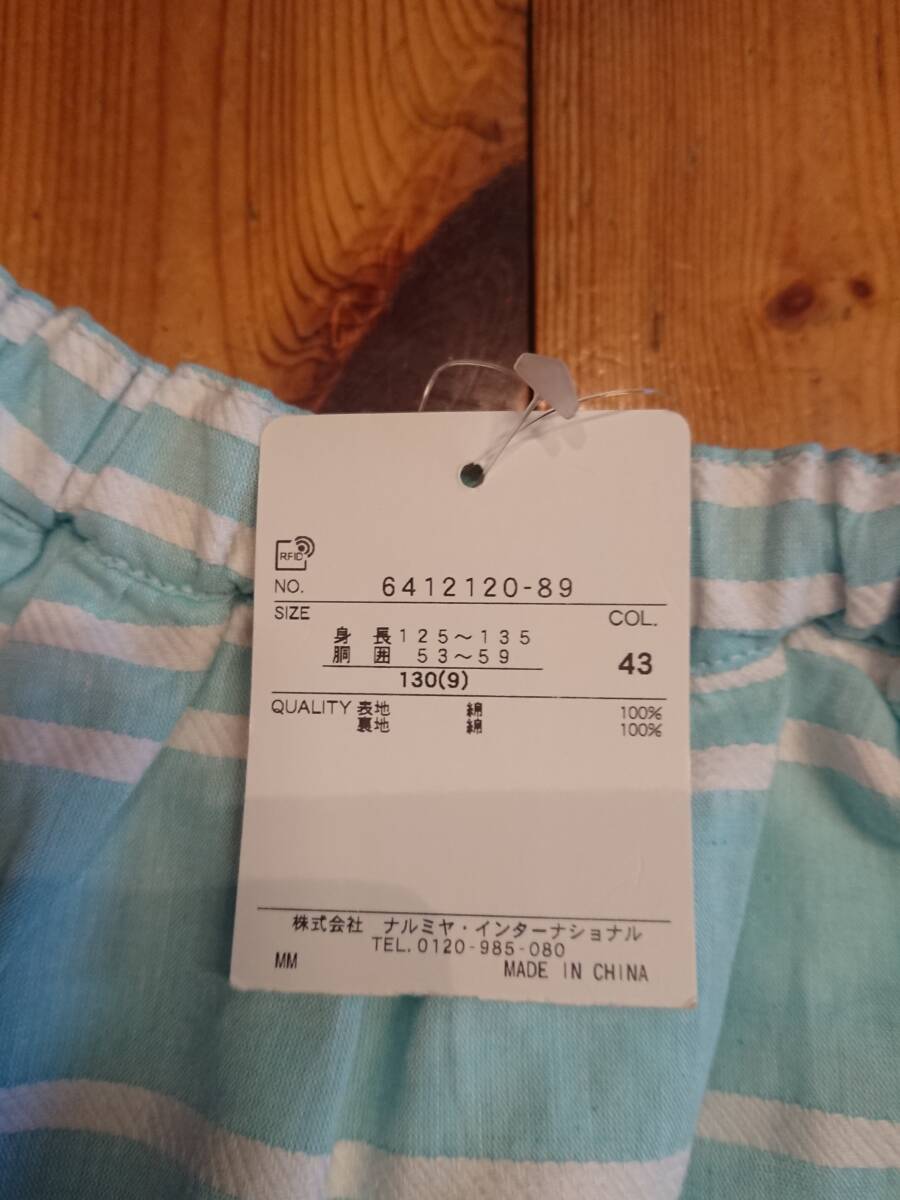 RFID
NO. 6412120-89
SIZE COL.
身長 125～135
胴囲 53～59
43
130(9)
QUALITY 表地 綿 100%
裏地 綿 100%
株式会社 ナルミヤ・インターナショナル
TEL.0120-985-080
MM MADE IN CHINA